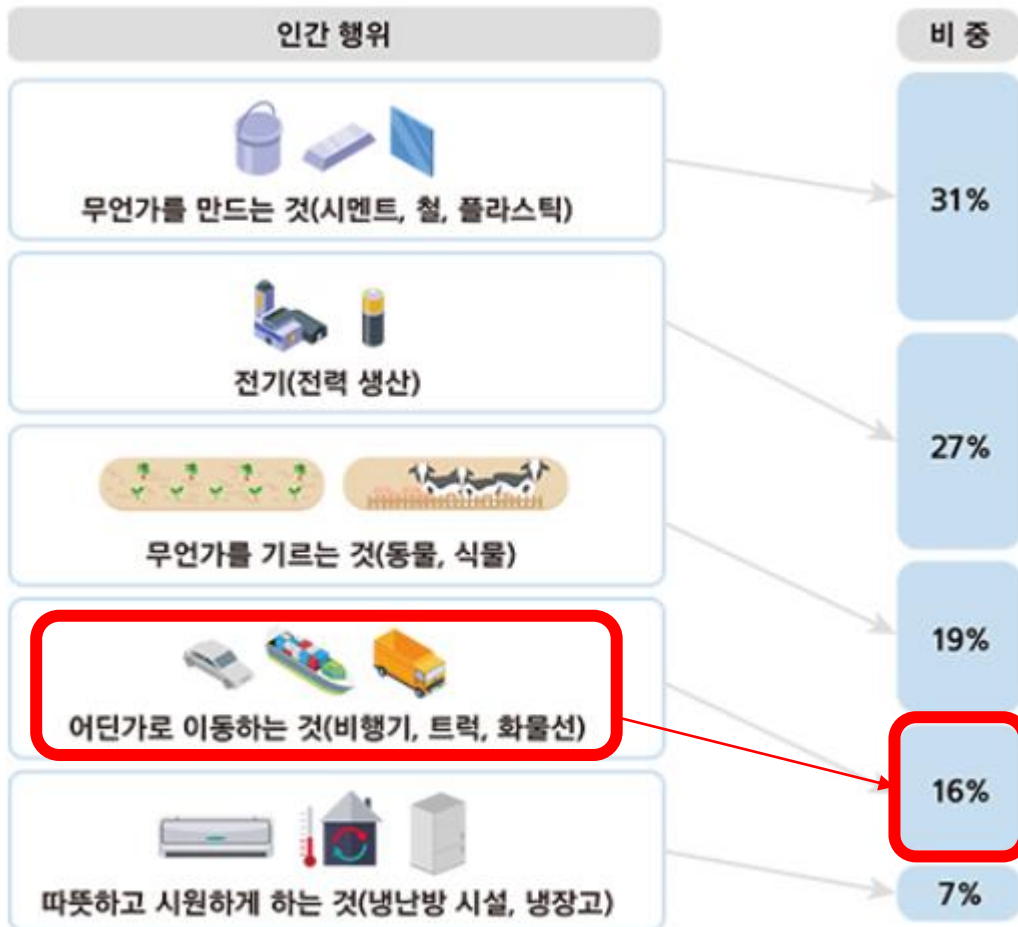 인간 행위
비 중
무언가를 만드는 것(시멘트, 철, 플라스틱)
31%
전기(전력 생산)
27%
무언가를 기르는 것(동물, 식물)
19%
어딘가로 이동하는 것(비행기, 트럭, 화물선)
16%
따뜻하고 시원하게 하는 것(냉난방 시설, 냉장고)
7%